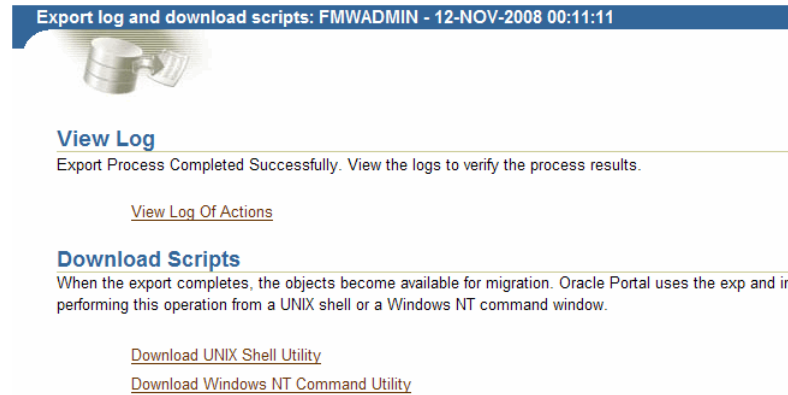 Export log and download scripts: FMWADMIN - 12-NOV-2008 00:11:11
View Log
Export Process Completed Successfully. View the logs to verify the process results.
View Log Of Actions
Download Scripts
When the export completes, the objects become available for migration. Oracle Portal uses the exp and
performing this operation from a UNIX shell or a Windows NT command window.
Download UNIX Shell Utility
Download Windows NT Command Utility